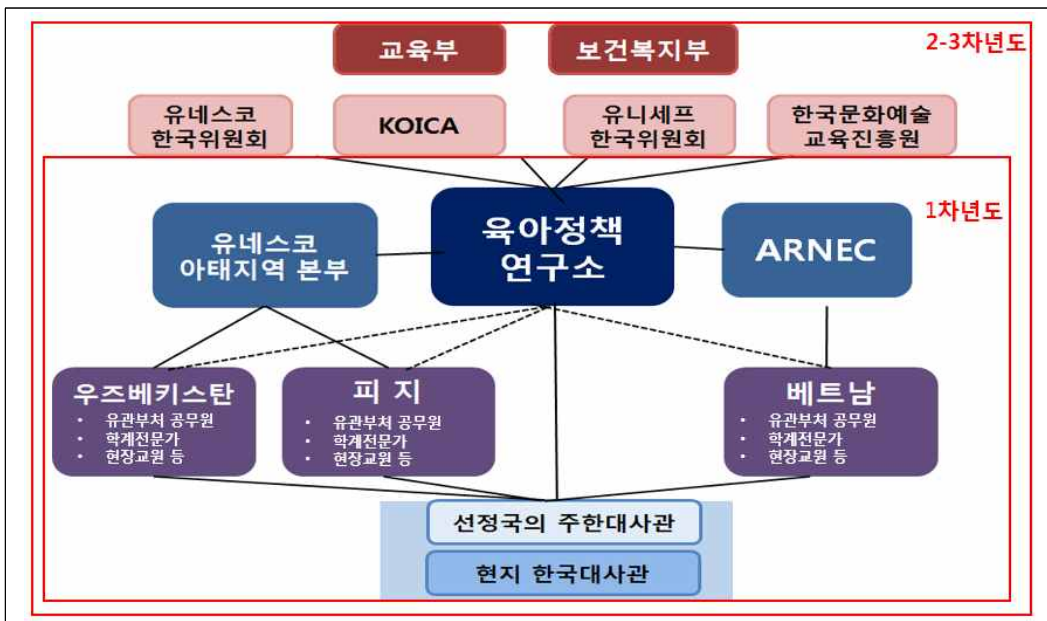 교육부
보건복지부
2-3차년도
유네스코
한국위원회
KOICA
유니세프
한국위원회
한국문화예술
교육진흥원
1차년도
유네스코
아태지역 본부
육아정책
연구소
ARNEC
우즈베키스탄
• 유관부처 공무원
• 학계전문가
• 현장교원 등
피 지
• 유관부처 공무원
• 학계전문가
• 현장교원 등
베트남
• 유관부처 공무원
• 학계전문가
• 현장교원 등
선정국의 주한대사관
현지 한국대사관